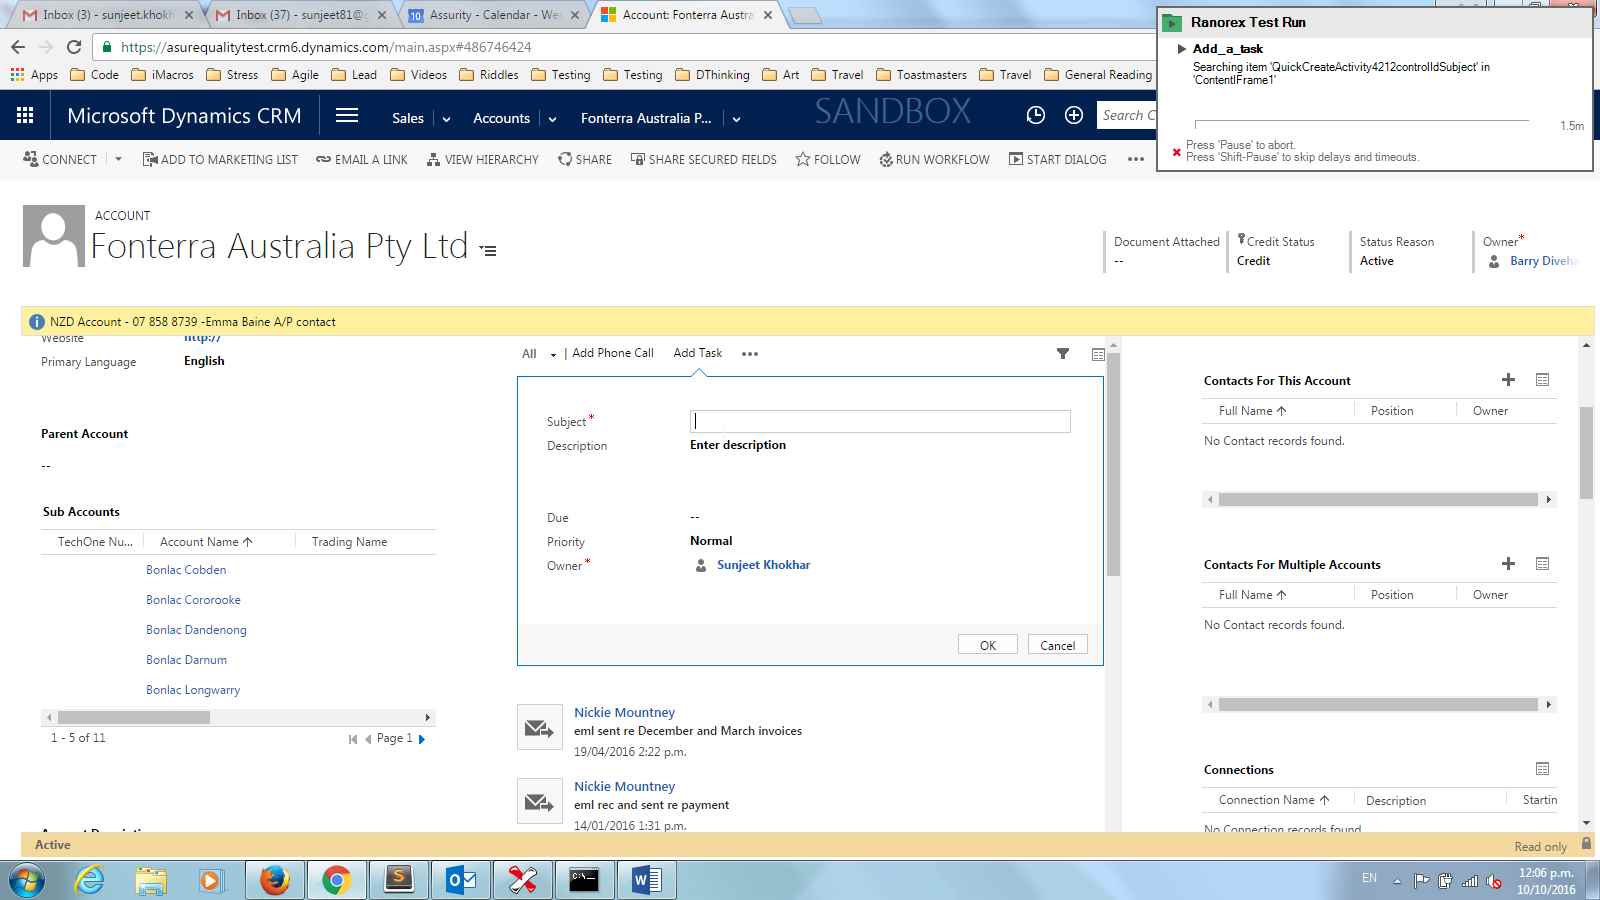 Inbox (3) - sunjeet.khokh
Inbox (37) - sunjeet81@g
10 Assurity - Calendar - We
Account: Fonterra Austra
https://asurequalitytest.crm6.dynamics.com/main.aspx#486746424
Apps Code iMacros Stress Agile Lead Videos Riddles Testing Testing DThinking Art Travel Toastmasters Travel General Reading
Ranorex Test Run
Add_a_task
Searching item 'QuickCreateActivity4212controlIdSubject' in
'ContentIFrame1'
1.5m
Press 'Pause' to abort.
Press 'Shift-Pause' to skip delays and timeouts.
Microsoft Dynamics CRM Sales Accounts Fonterra Australia P... SANDBOX Search C
CONNECT ADD TO MARKETING LIST EMAIL A LINK VIEW HIERARCHY SHARE SHARE SECURED FIELDS FOLLOW RUN WORKFLOW START DIALOG •••
ACCOUNT
Fonterra Australia Pty Ltd
Document Attached
--
Credit Status
Credit
Status Reason
Active
Owner*
Barry Diveha
NZD Account - 07 858 8739 -Emma Baine A/P contact
Website http://
Primary Language English
Parent Account
--
Sub Accounts
TechOne Nu... Account Name Trading Name
Bonlac Cobden
Bonlac Cororooke
Bonlac Dandenong
Bonlac Darnum
Bonlac Longwarry
1 - 5 of 11 Page 1
All | Add Phone Call Add Task •••
Subject*
Description Enter description
Due --
Priority Normal
Owner* Sunjeet Khokhar
OK Cancel
Nickie Mountney
eml sent re December and March invoices
19/04/2016 2:22 p.m.
Nickie Mountney
eml rec and sent re payment
14/01/2016 1:31 p.m.
Contacts For This Account
Full Name Position Owner
No Contact records found.
Contacts For Multiple Accounts
Full Name Position Owner
No Contact records found.
Connections
Connection Name Description Startin
No Connection records found
Active
Read only
EN
12:06 p.m.
10/10/2016